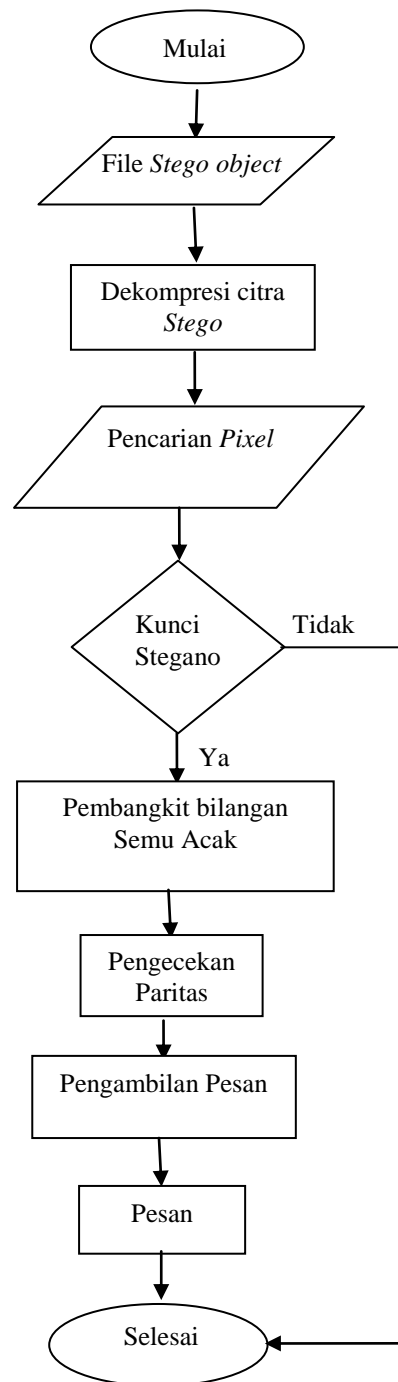 Mulai
File Stego object
Dekompresi citra
Stego
Pencarian Pixel
Kunci
Stegano
Tidak
Ya
Pembangkit bilangan
Semu Acak
Pengecekan
Paritas
Pengambilan Pesan
Pesan
Selesai